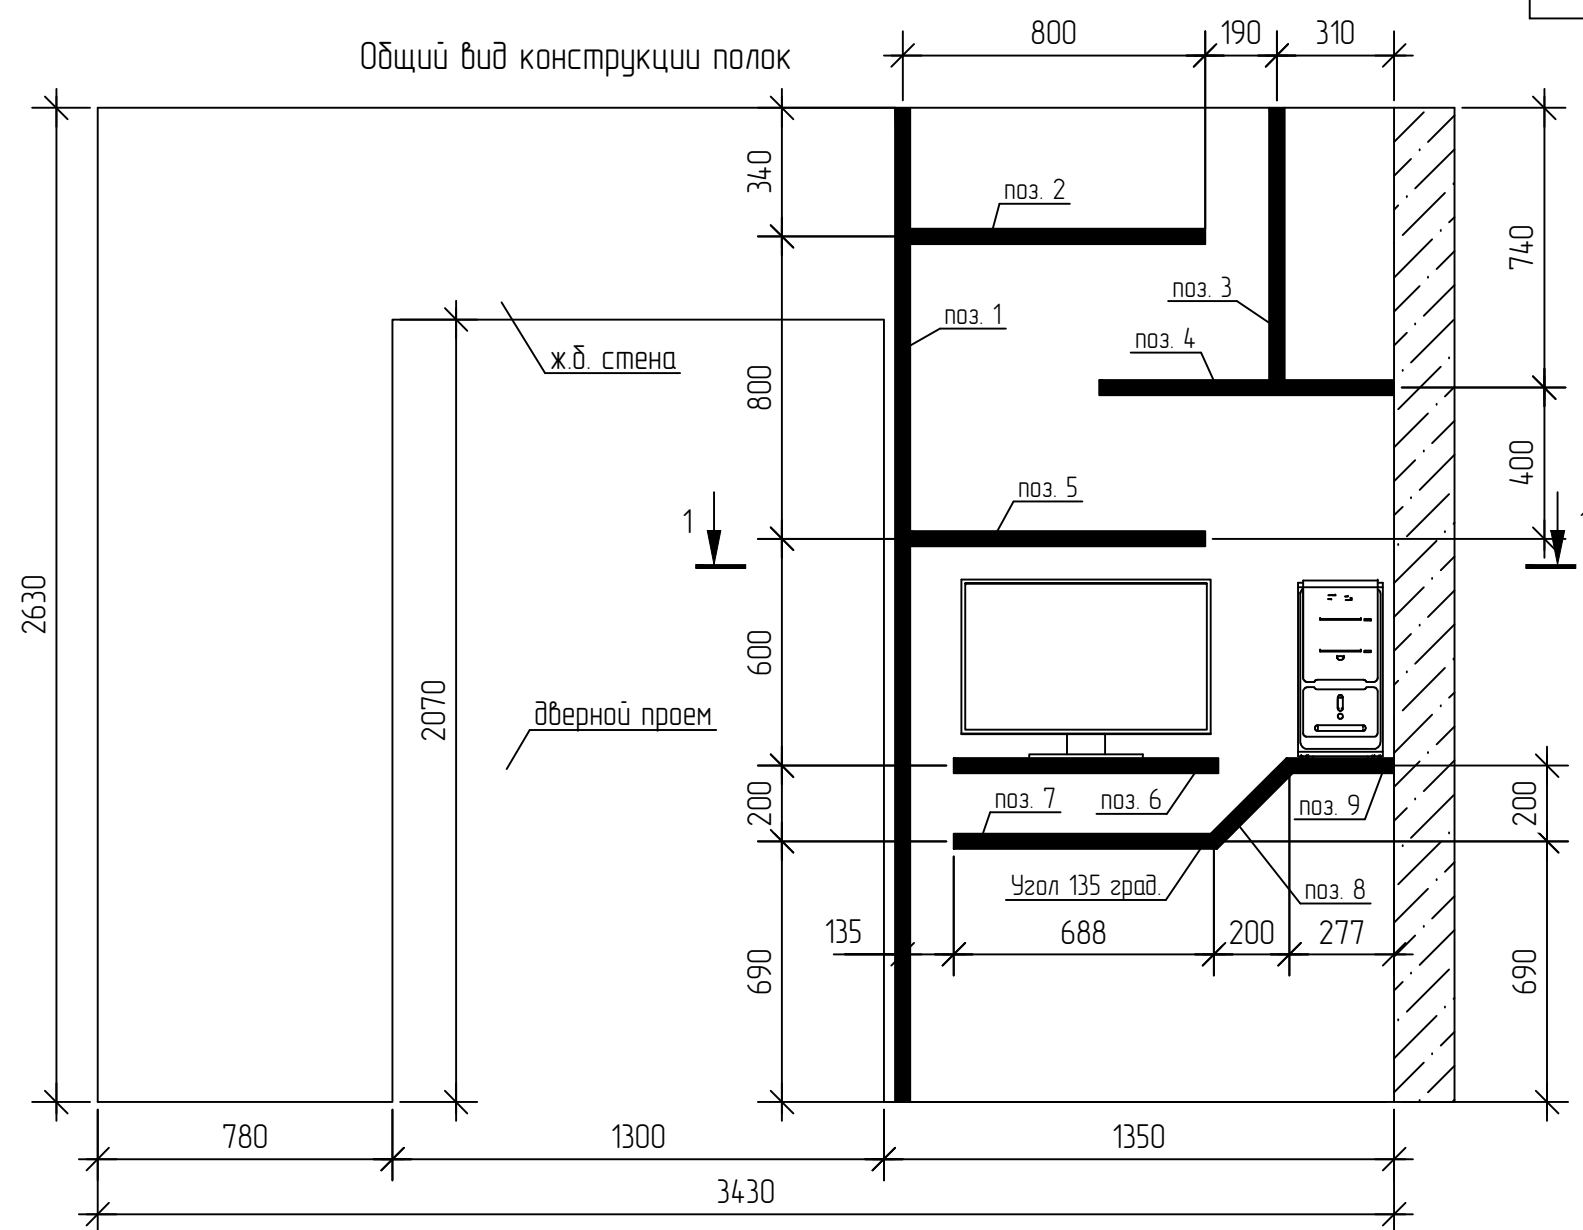 800
190
310
Общий вид конструкции полок
340
поз. 2
740
поз. 3
поз. 1
поз. 4
ж.б. стена
800
400
поз. 5
1
2630
600
2070
дверной проем
200
поз. 7
поз. 6
поз. 9
200
Угол 135 град.
поз. 8
135
688
200
277
690
690
780
1300
1350
3430